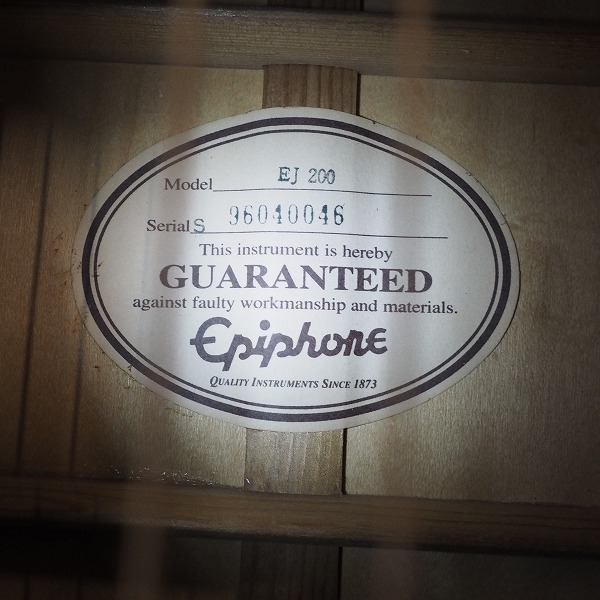 Model EJ 200
Serial S 96040046
This instrument is hereby
GUARANTEED
against faulty workmanship and materials.
Epiphone
QUALITY INSTRUMENTS SINCE 1873